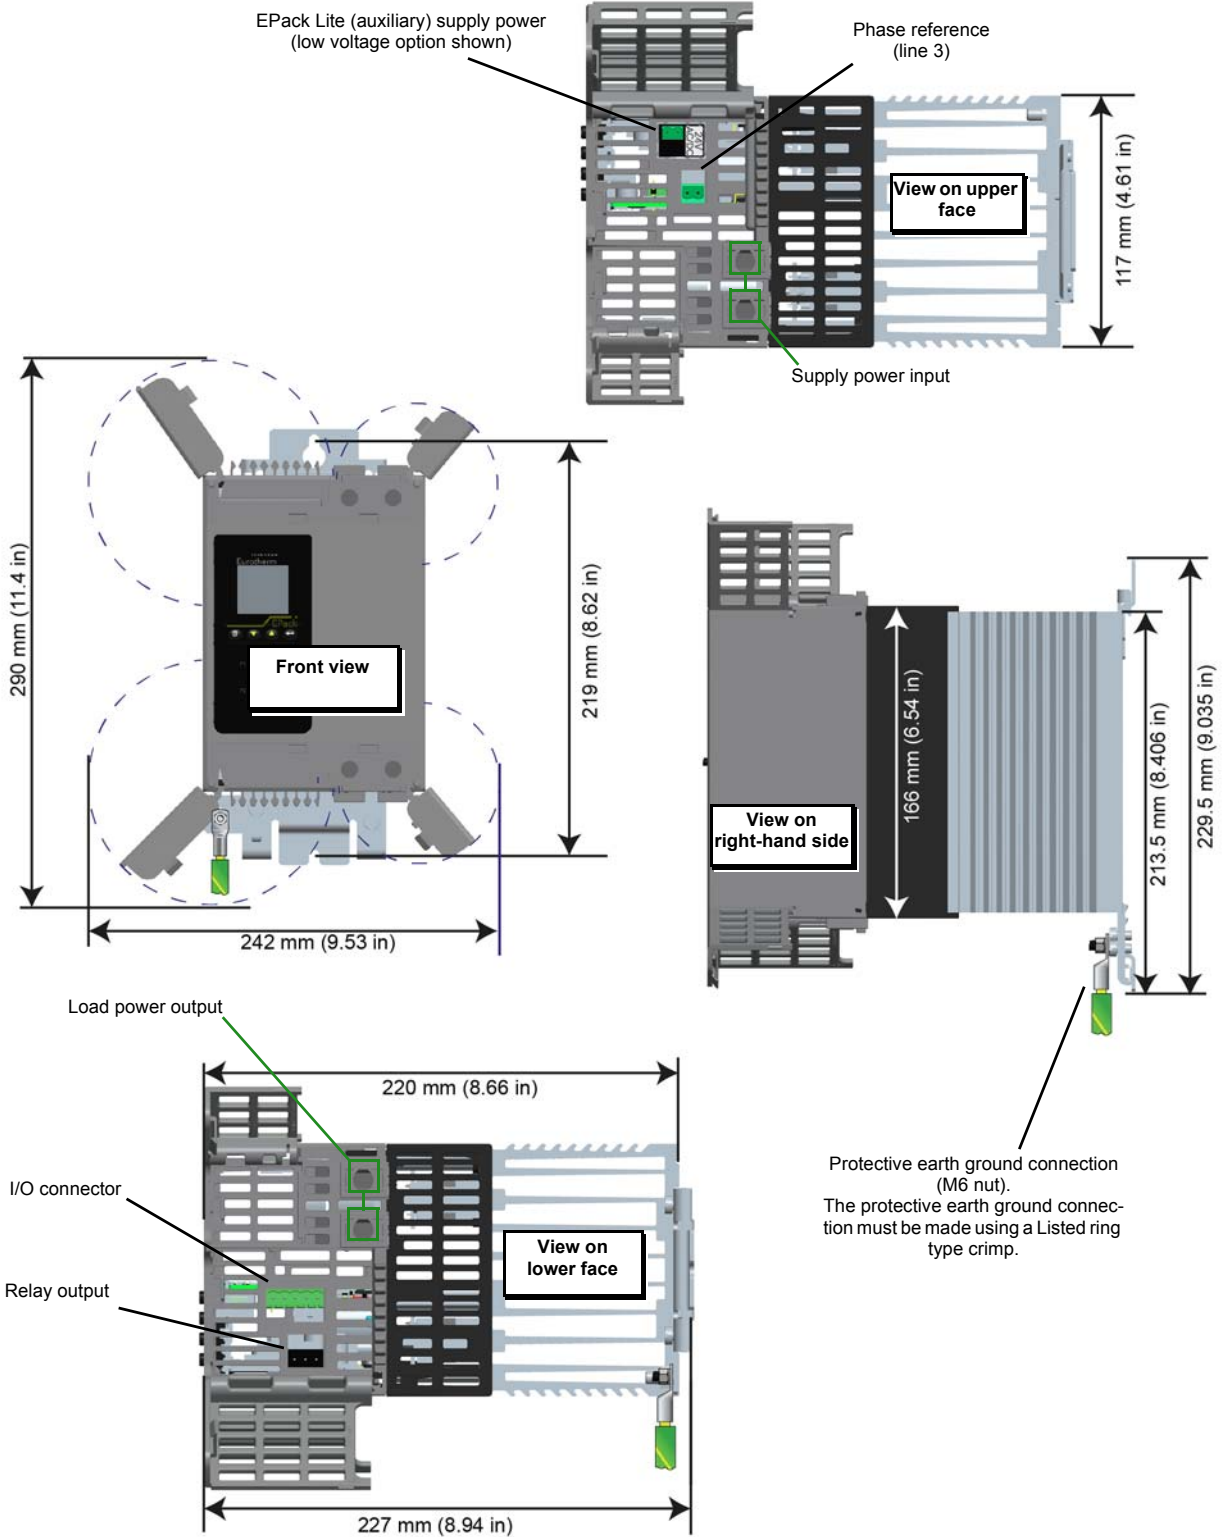 EPack Lite (auxiliary) supply power
(low voltage option shown)
Phase reference
(line 3)
24V
AC/DC
View on upper
face
117 mm (4.61 in)
Supply power input
290 mm (11.4 in)
Eurotherm
EPack
Front view
219 mm (8.62 in)
242 mm (9.53 in)
166 mm (6.54 in)
View on
right-hand side
213.5 mm (8.406 in)
229.5 mm (9.035 in)
Load power output
220 mm (8.66 in)
I/O connector
Relay output
View on
lower face
227 mm (8.94 in)
Protective earth ground connection
(M6 nut).
The protective earth ground connec-
tion must be made using a Listed ring
type crimp.